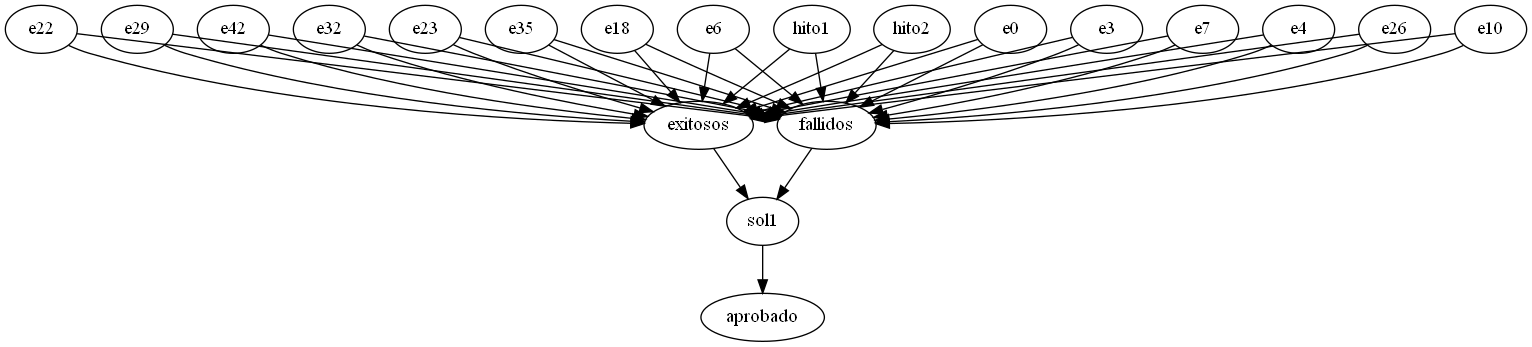 e22 e29 e42 e32 e23 e35 e18 e6 hito1 hito2 e0 e3 e7 e4 e26 e10
exitosos fallidos
sol1
aprobado